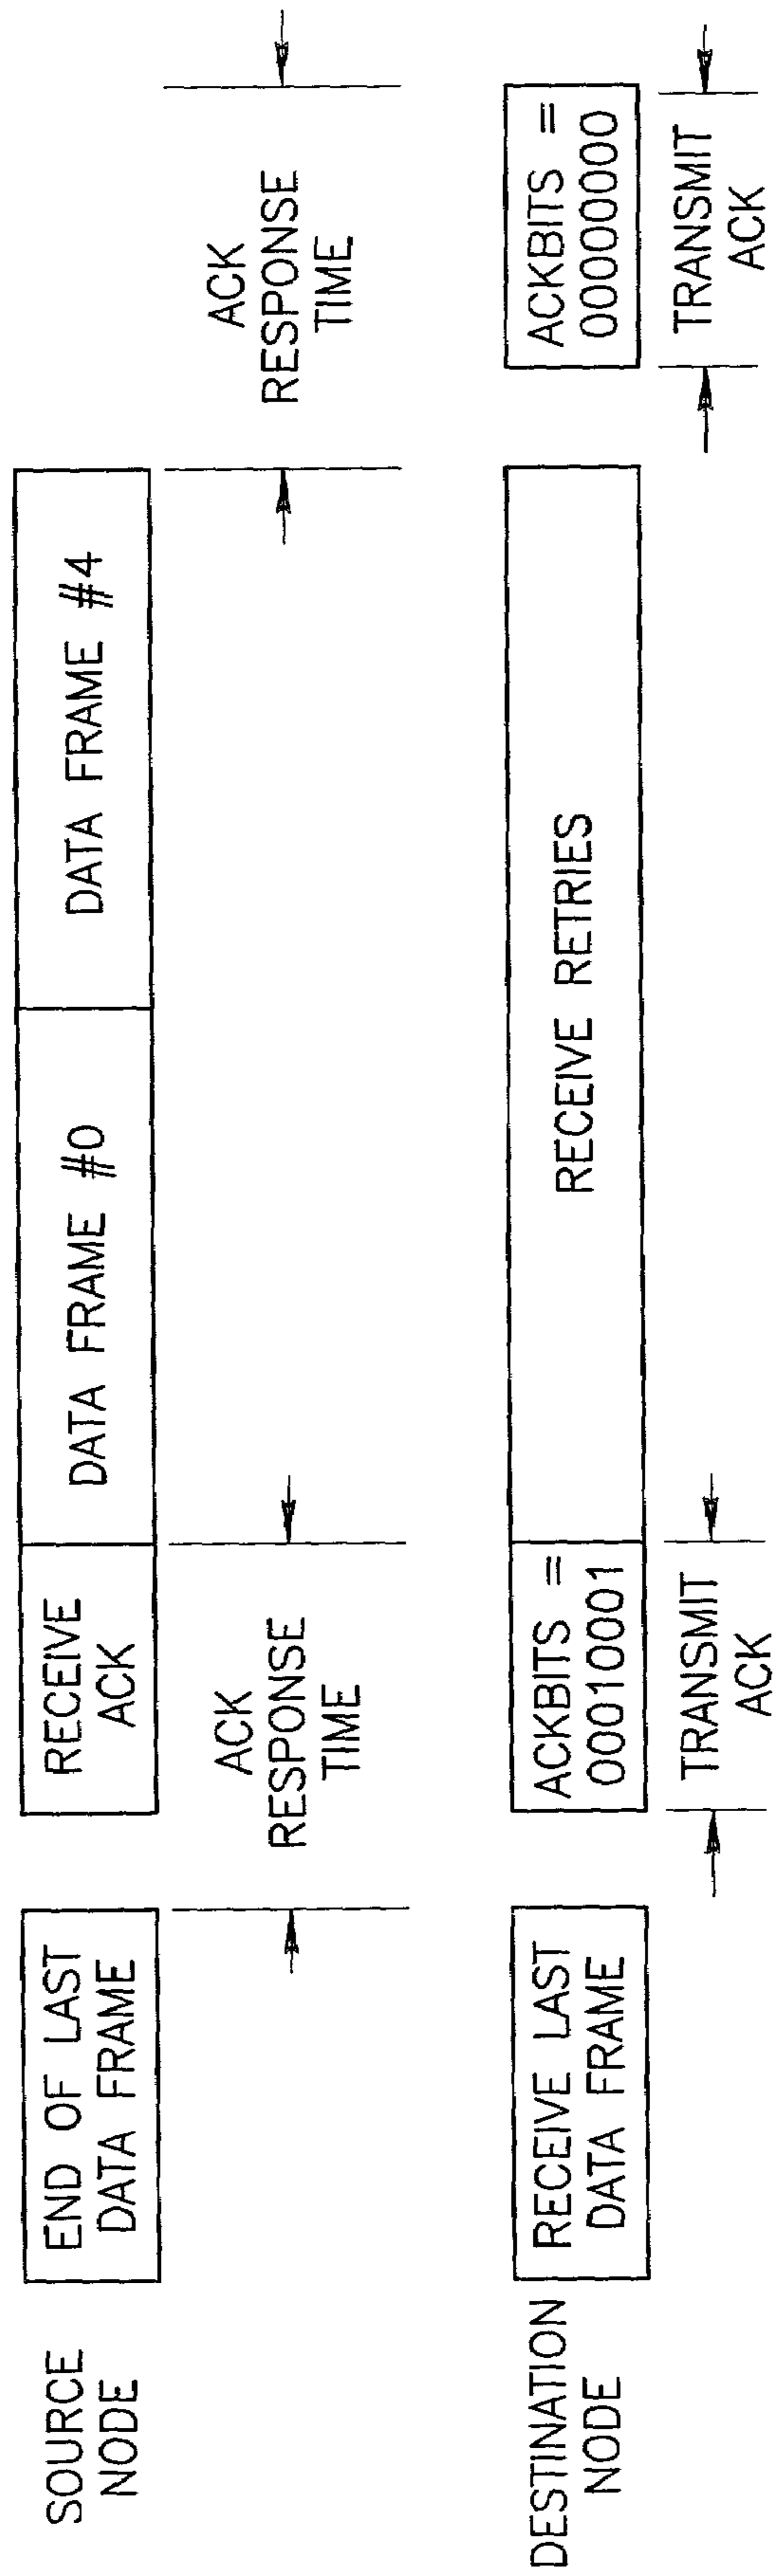 SOURCE
NODE
END OF LAST
DATA FRAME
RECEIVE
ACK
DATA FRAME #0
DATA FRAME #4
ACK
RESPONSE
TIME
ACK
RESPONSE
TIME
DESTINATION
NODE
RECEIVE LAST
DATA FRAME
ACKBITS =
00010001
RECEIVE RETRIES
ACKBITS =
00000000
TRANSMIT
ACK
TRANSMIT
ACK